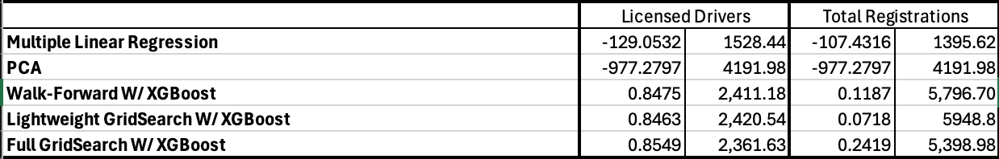 Licensed Drivers Total Registrations
Multiple Linear Regression -129.0532 1528.44 -107.4316 1395.62
PCA -977.2797 4191.98 -977.2797 4191.98
Walk-Forward W/ XGBoost 0.8475 2,411.18 0.1187 5,796.70
Lightweight GridSearch W/ XGBoost 0.8463 2,420.54 0.0718 5948.8
Full GridSearch W/ XGBoost 0.8549 2,361.63 0.2419 5,398.98